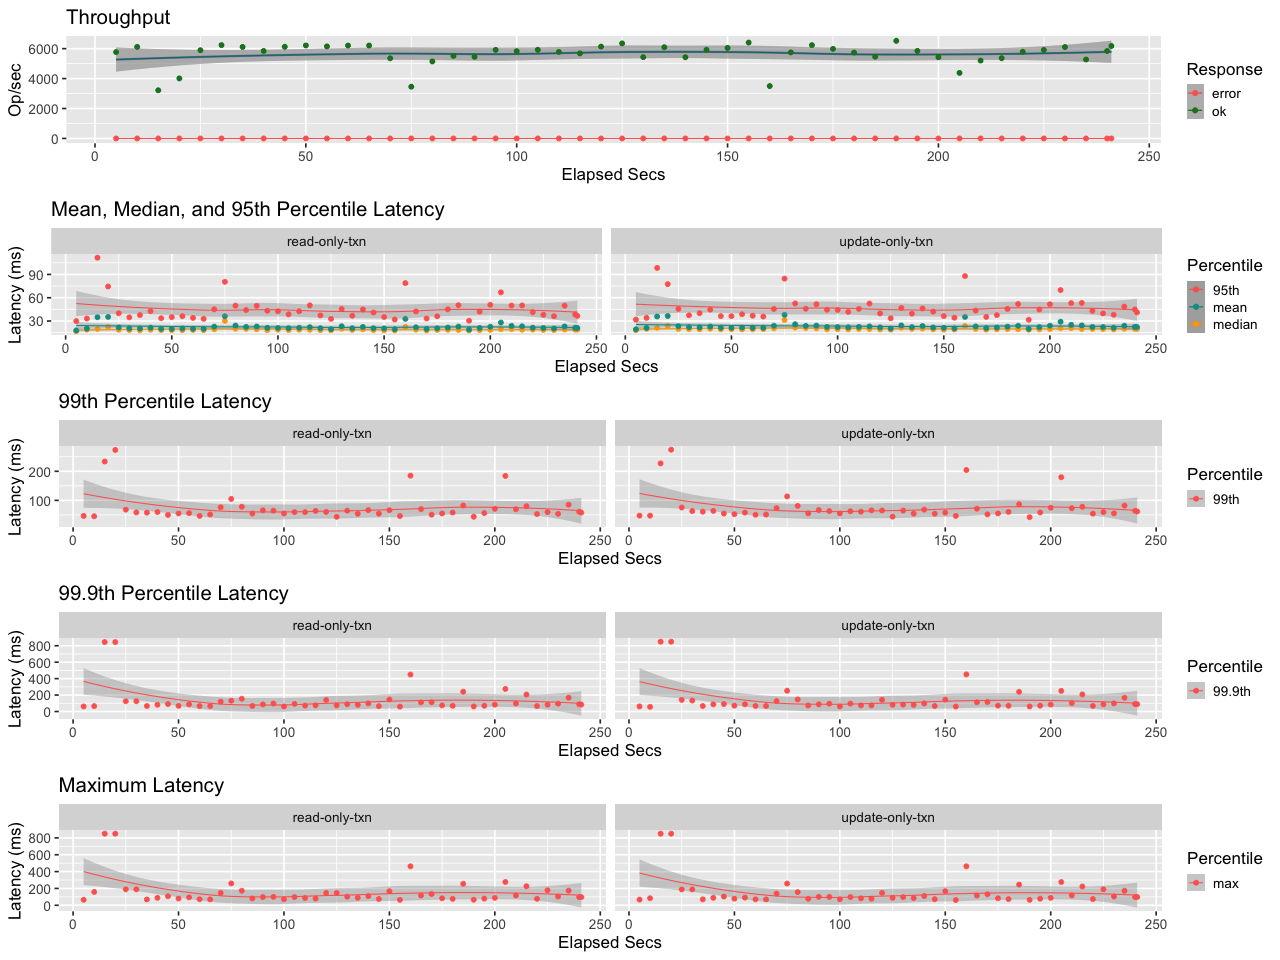 Throughput
Op/sec
6000
4000
2000
0
0 50 100 150 200 250
Elapsed Secs
Response
error
ok
Mean, Median, and 95th Percentile Latency
read-only-txn update-only-txn
Latency (ms)
90
60
30
0 50 100 150 200 250 0 50 100 150 200 250
Elapsed Secs
Percentile
95th
mean
median
99th Percentile Latency
read-only-txn update-only-txn
Latency (ms)
200
100
0 50 100 150 200 250 0 50 100 150 200 250
Elapsed Secs
Percentile
99th
99.9th Percentile Latency
read-only-txn update-only-txn
Latency (ms)
800
600
400
200
0
0 50 100 150 200 250 0 50 100 150 200 250
Elapsed Secs
Percentile
99.9th
Maximum Latency
read-only-txn update-only-txn
Latency (ms)
800
600
400
200
0
0 50 100 150 200 250 0 50 100 150 200 250
Elapsed Secs
Percentile
max